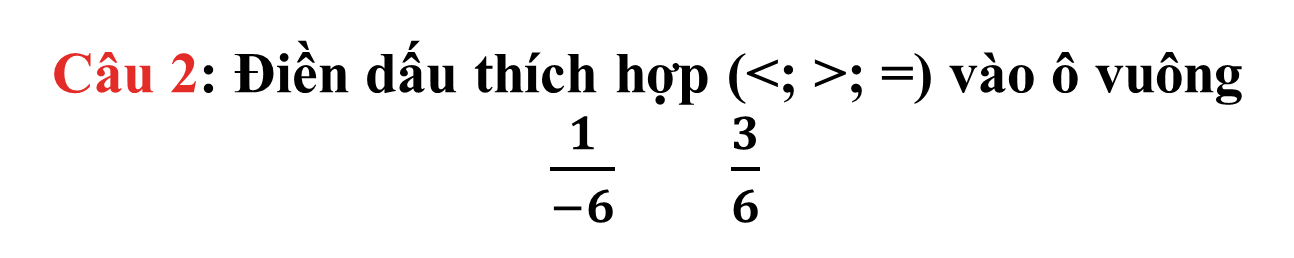 Câu 2: Điền dấu thích hợp (<; >; =) vào ô vuông
1/−6 3/6